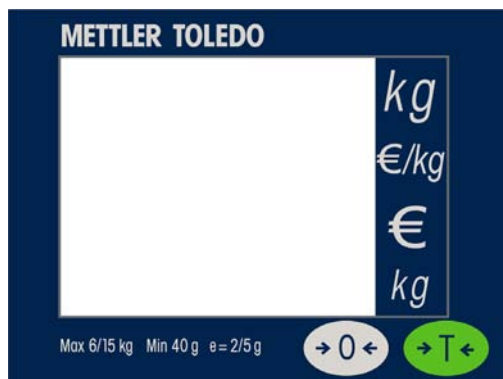 METTLER TOLEDO
kg
€/kg
€
kg
Max 6/15 kg Min 40 g e = 2/5 g
→ 0 ← → T ←